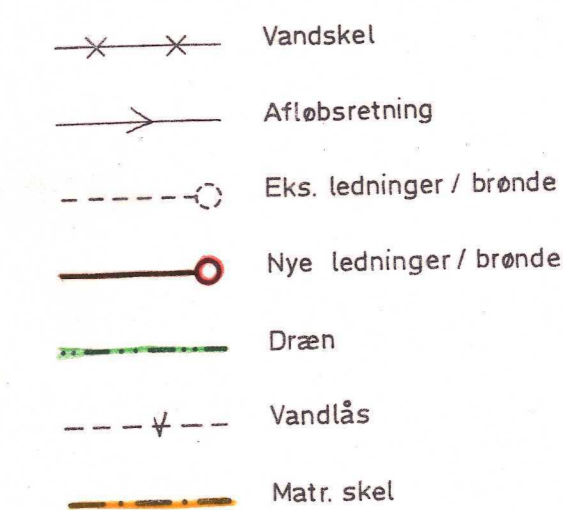 Vandskel
Afløbsretning
Eks. ledninger / brønde
Nye ledninger / brønde
Dræn
Vandlås
Matr. skel